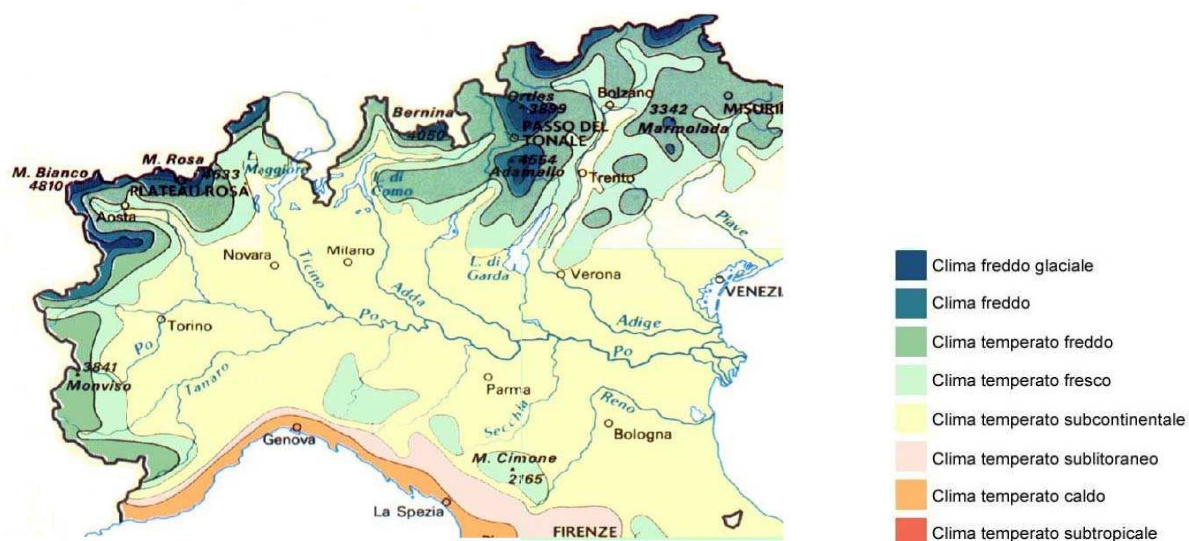 Bernina
4050
Ortles
3899
PASSO DEL
TONALE
4554
Adamello
Bolzano
3342
Marmolada
MISURI
M. Bianco
4810
M. Rosa
4633
PLATEAU ROSA
Aosta
L.
Maggiore
L. di
Como
Trento
Piave
Novara
Ticino
Milano
L. di
Garda
Verona
VENEZI
Torino
Po
Po
Adda
Adige
Po
Tanaro
3841
Monviso
Parma
Secchia
Reno
Bologna
Genova
M. Cimone
2165
La Spezia
FIRENZE
Clima freddo glaciale
Clima freddo
Clima temperato freddo
Clima temperato fresco
Clima temperato subcontinentale
Clima temperato sublitoraneo
Clima temperato caldo
Clima temperato subtropicale